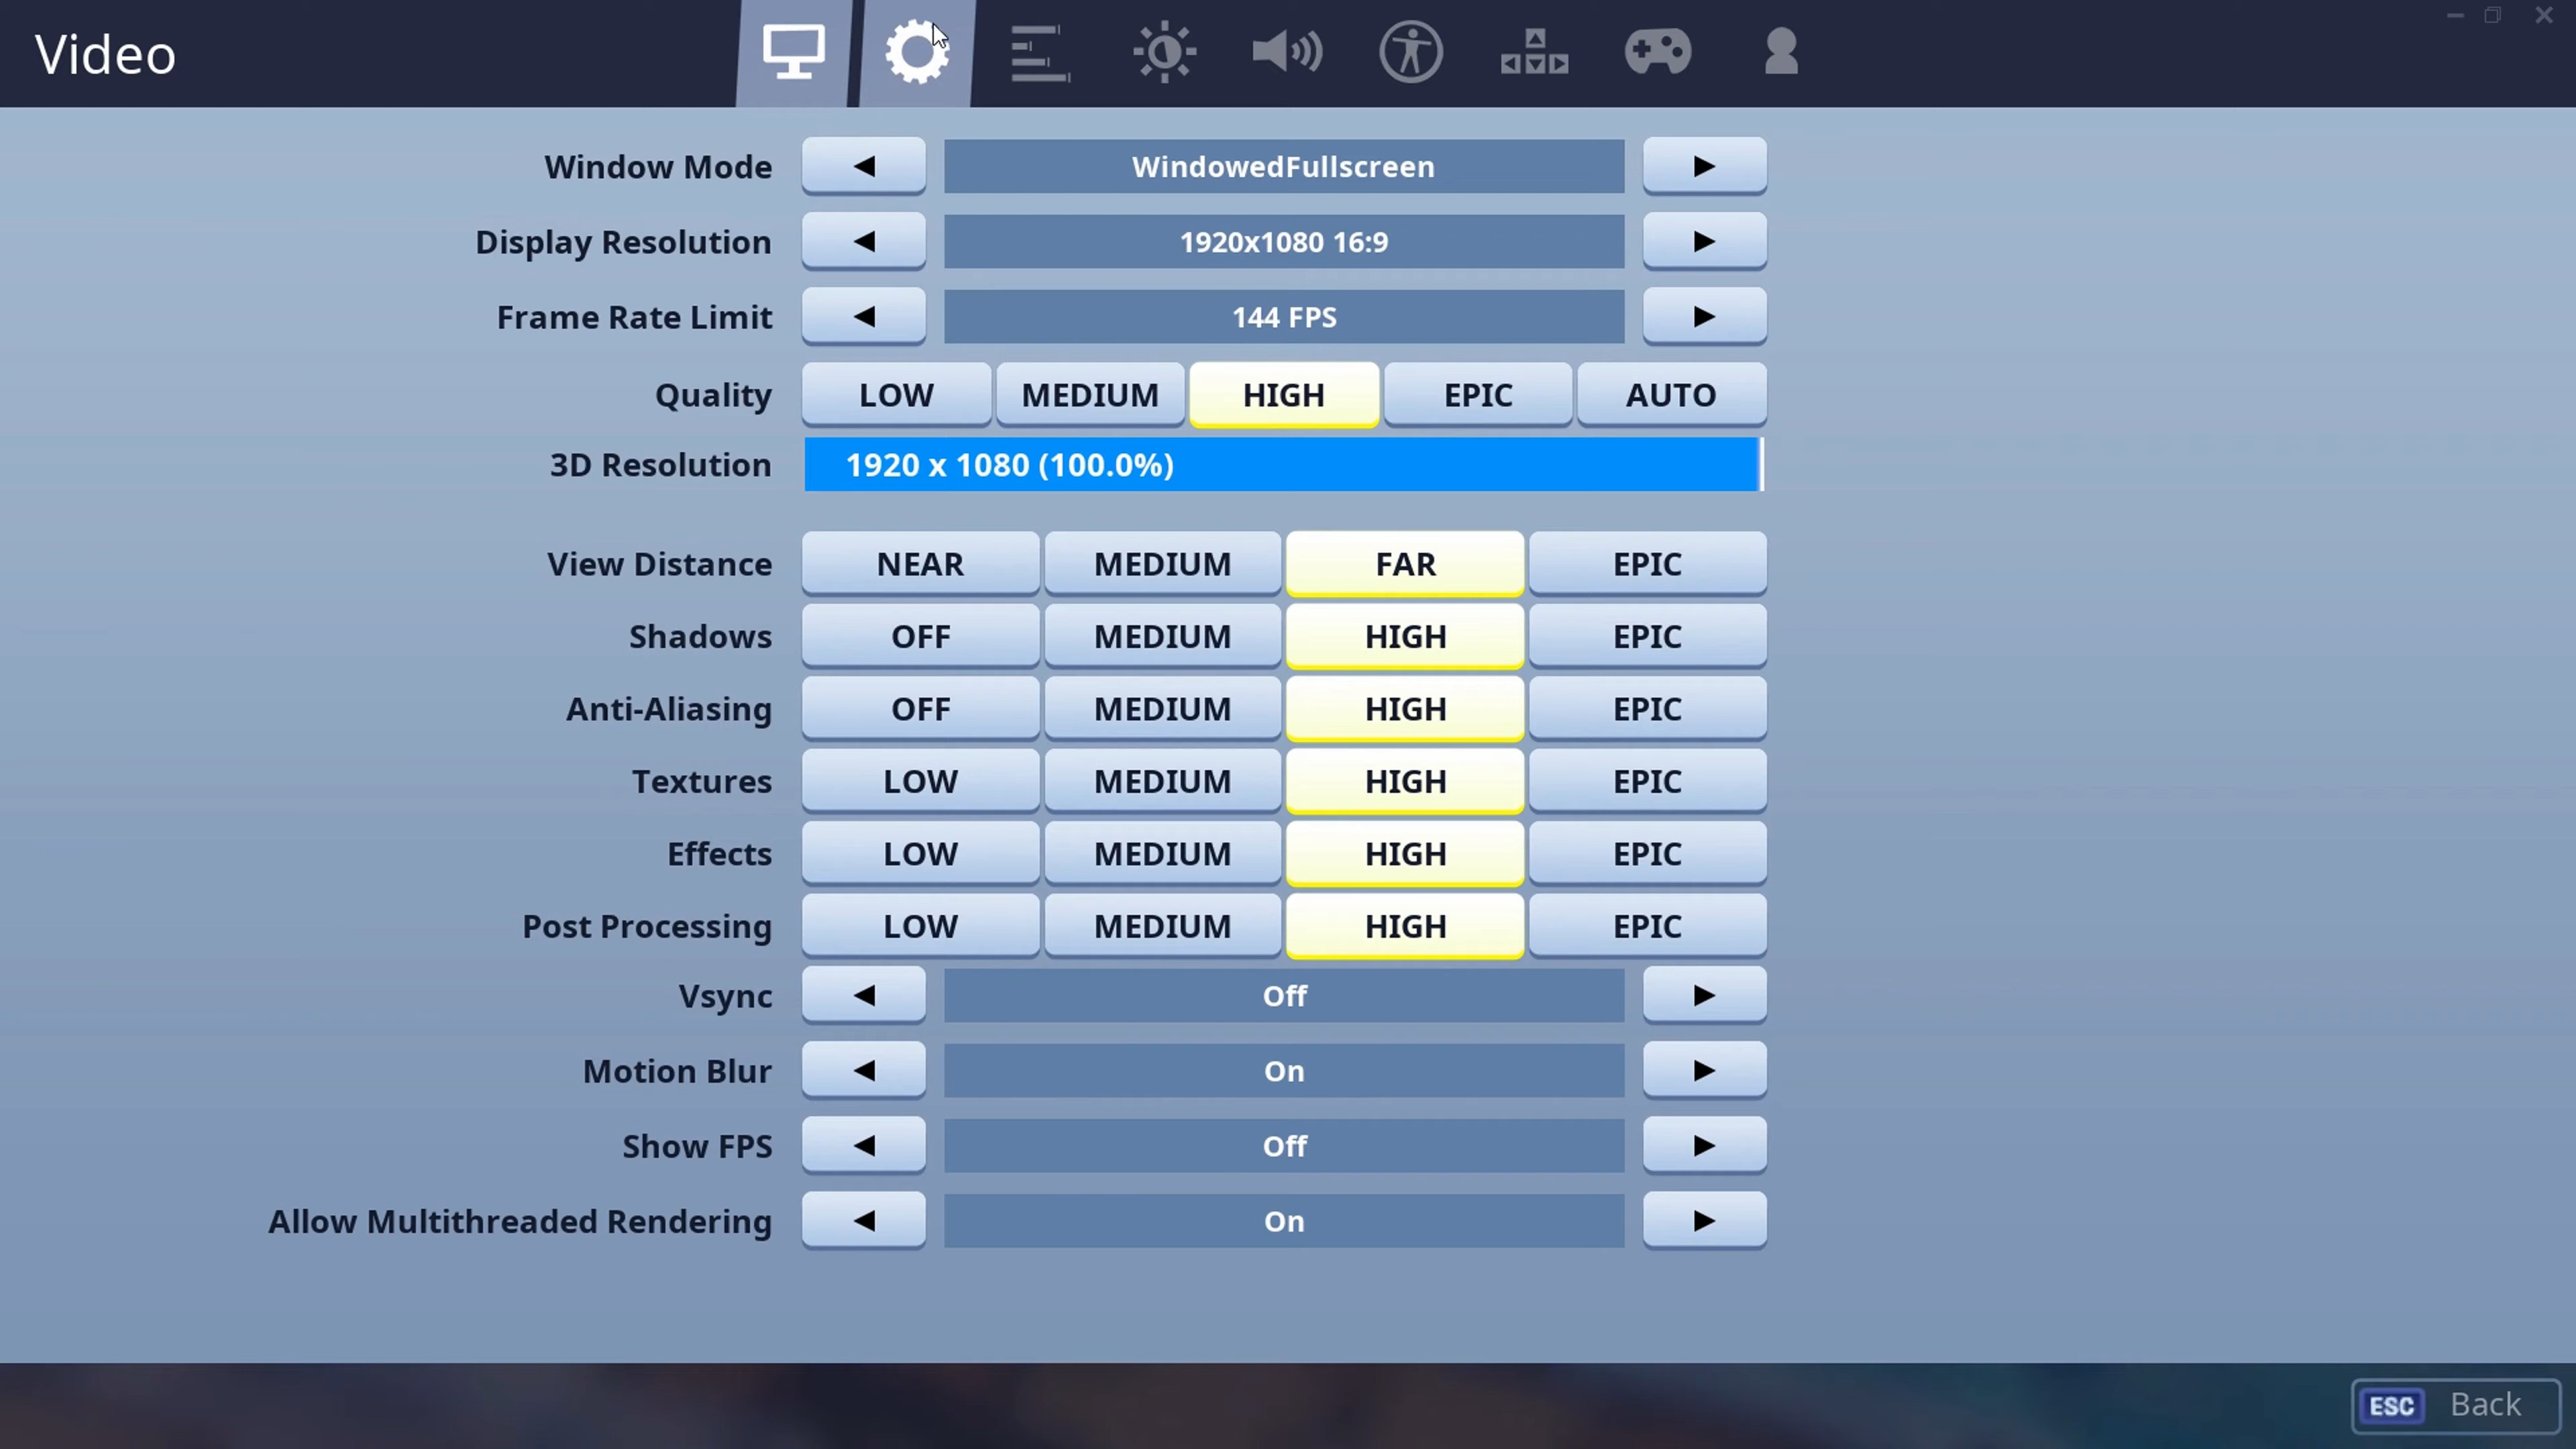 Video
Window Mode WindowedFullscreen
Display Resolution 1920x1080 16:9
Frame Rate Limit 144 FPS
Quality LOW MEDIUM HIGH EPIC AUTO
3D Resolution 1920 x 1080 (100.0%)
View Distance NEAR MEDIUM FAR EPIC
Shadows OFF MEDIUM HIGH EPIC
Anti-Aliasing OFF MEDIUM HIGH EPIC
Textures LOW MEDIUM HIGH EPIC
Effects LOW MEDIUM HIGH EPIC
Post Processing LOW MEDIUM HIGH EPIC
Vsync Off
Motion Blur On
Show FPS Off
Allow Multithreaded Rendering On
ESC Back